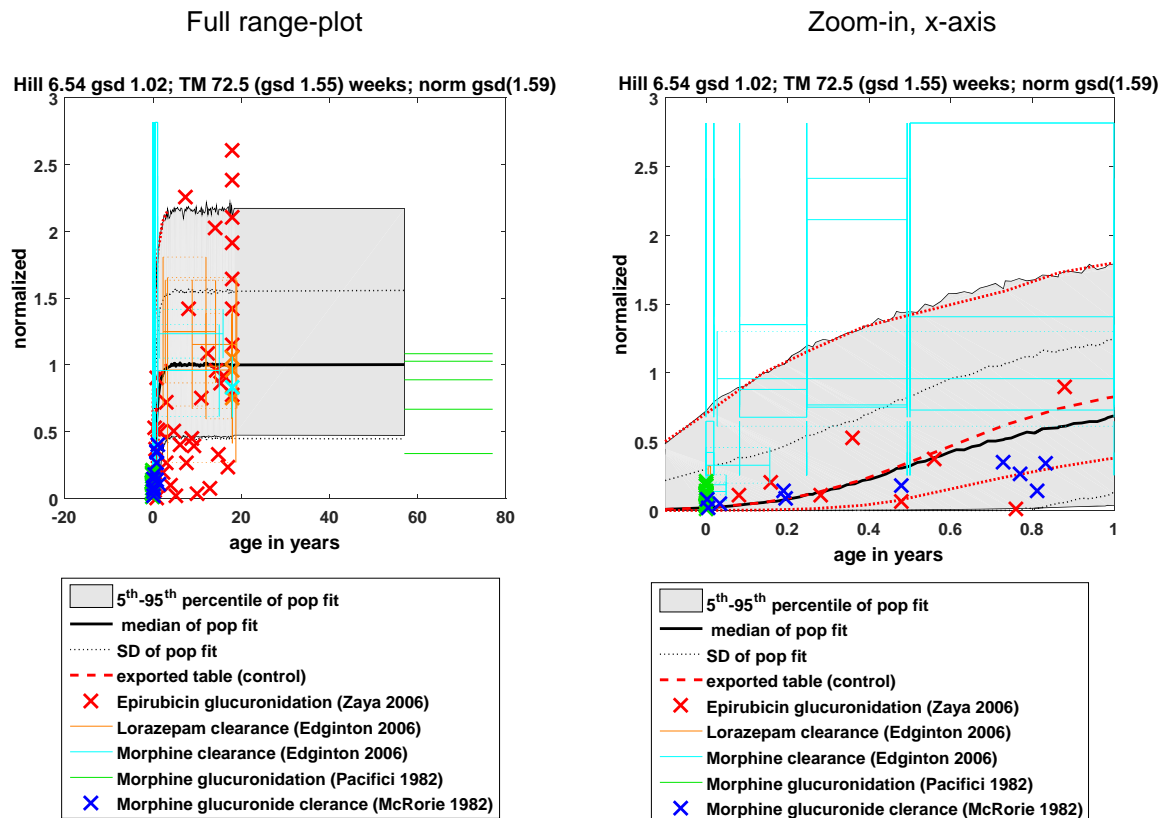 Full range-plot
Hill 6.54 gsd 1.02; TM 72.5 (gsd 1.55) weeks; norm gsd(1.59)
3
2.5
2
1.5
1
0.5
0
normalized
-20
0
20
40
60
80
age in years
5th-95th percentile of pop fit
median of pop fit
SD of pop fit
exported table (control)
Epirubicin glucuronidation (Zaya 2006)
Lorazepam clearance (Edginton 2006)
Morphine clearance (Edginton 2006)
Morphine glucuronidation (Pacifici 1982)
Morphine glucuronide clerance (McRorie 1982)
Zoom-in, x-axis
Hill 6.54 gsd 1.02; TM 72.5 (gsd 1.55) weeks; norm gsd(1.59)
3
2.5
2
1.5
1
0.5
0
normalized
0
0.2
0.4
0.6
0.8
1
age in years
5th-95th percentile of pop fit
median of pop fit
SD of pop fit
exported table (control)
Epirubicin glucuronidation (Zaya 2006)
Lorazepam clearance (Edginton 2006)
Morphine clearance (Edginton 2006)
Morphine glucuronidation (Pacifici 1982)
Morphine glucuronide clerance (McRorie 1982)